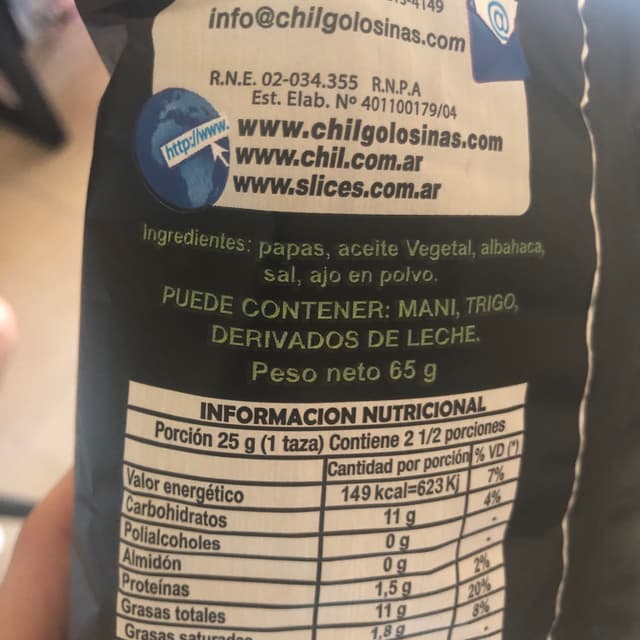 info@chilgolosinas.com
@
R.N.E. 02-034.355 R.N.P.A
Est. Elab. Nº 401100179/04
http://www.
www.chilgolosinas.com
www.chil.com.ar
www.slices.com.ar
Ingredientes: papas, aceite Vegetal, albahaca,
sal, ajo en polvo.
PUEDE CONTENER: MANI, TRIGO,
DERIVADOS DE LECHE.
Peso neto 65 g
INFORMACION NUTRICIONAL
Porción 25 g (1 taza) Contiene 2 1/2 porciones
Cantidad por porción % VD (*)
Valor energético 149 kcal=623Kj 7%
Carbohidratos 11 g 4%
Polialcoholes 0 g -
Almidón 0 g -
Proteínas 1,5 g 2%
Grasas totales 11 g 20%
Grasas saturadas 1,8 g 8%